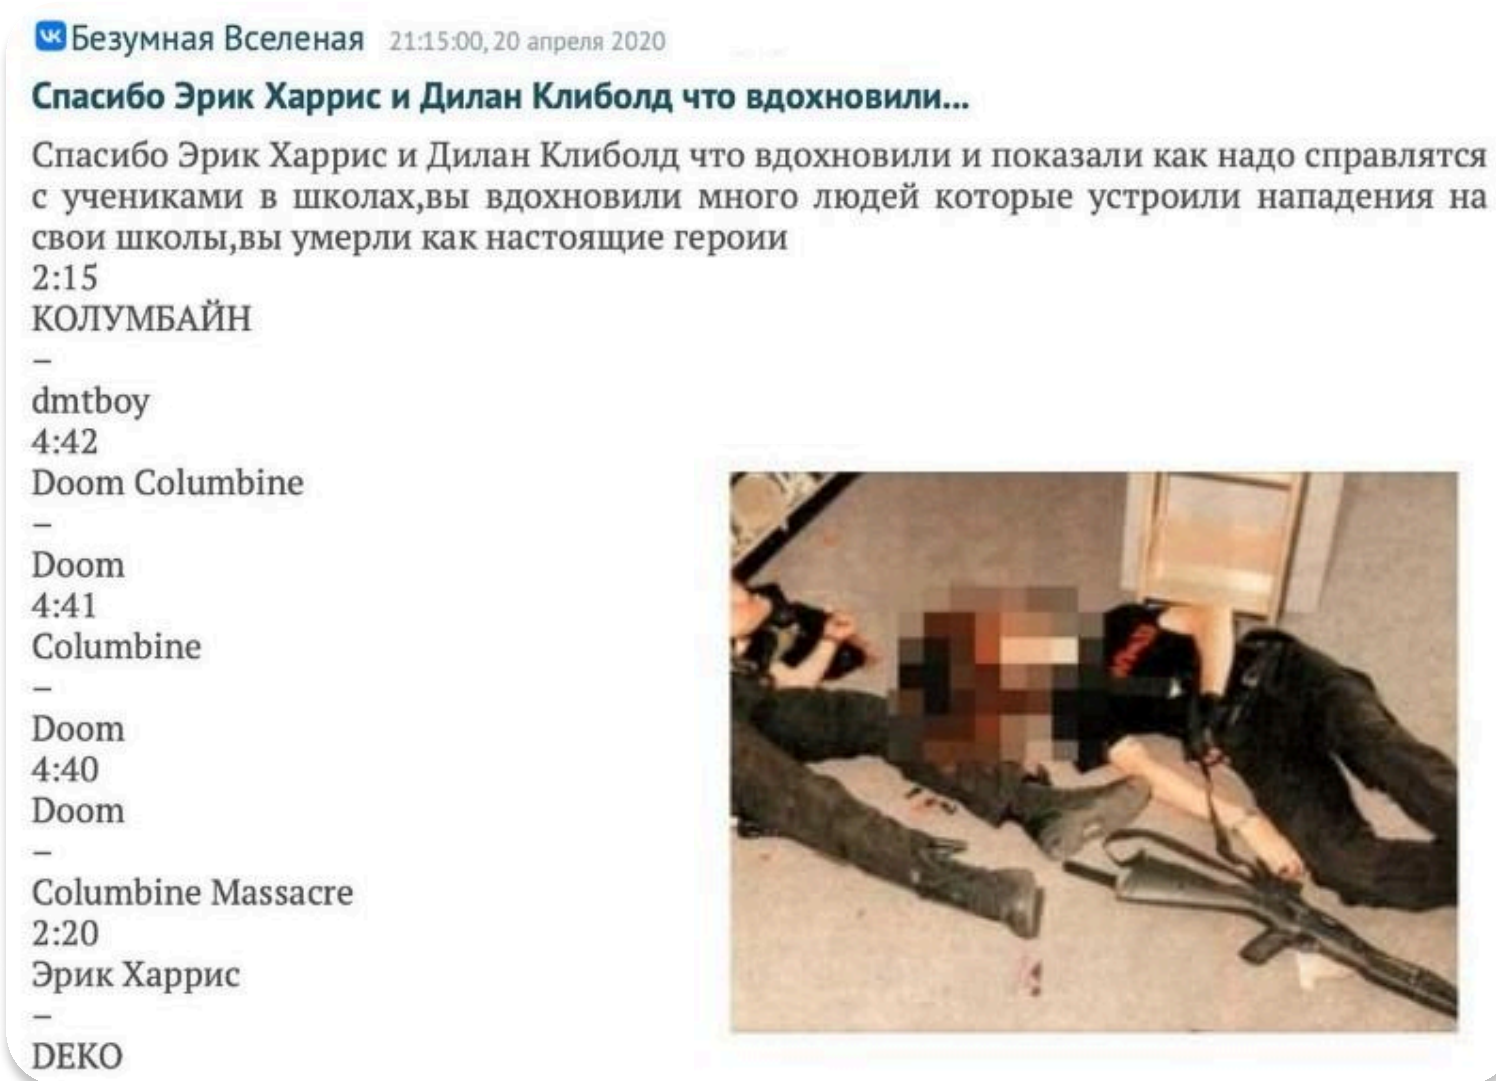 Безумная Вселеная 21:15:00, 20 апреля 2020
Спасибо Эрик Харрис и Дилан Клиболд что вдохновили...
Спасибо Эрик Харрис и Дилан Клиболд что вдохновили и показали как надо справлятся
с учениками в школах,вы вдохновили много людей которые устроили нападения на
свои школы,вы умерли как настоящие героии
2:15
КОЛУМБАЙН
–
dmtboy
4:42
Doom Columbine
–
Doom
4:41
Columbine
–
Doom
4:40
Doom
–
Columbine Massacre
2:20
Эрик Харрис
–
DEKO